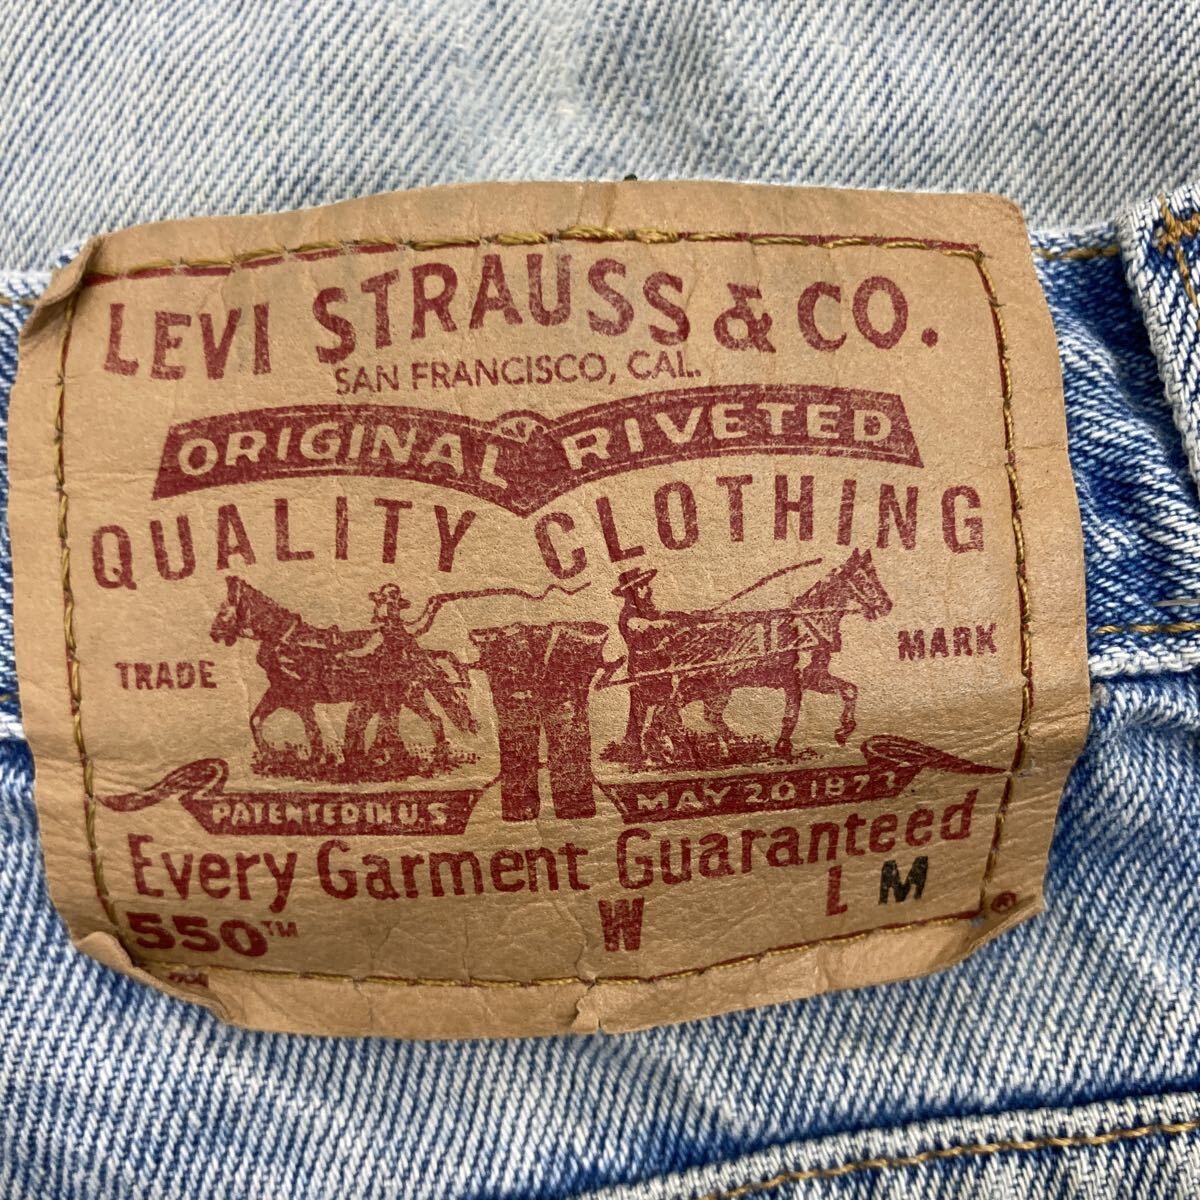 LEVI STRAUSS & CO.
SAN FRANCISCO, CAL.
ORIGINAL RIVETED
QUALITY CLOTHING
TRADE MARK
PATENTED IN U.S MAY 20 1873
Every Garment Guaranteed
550™ W L M
®